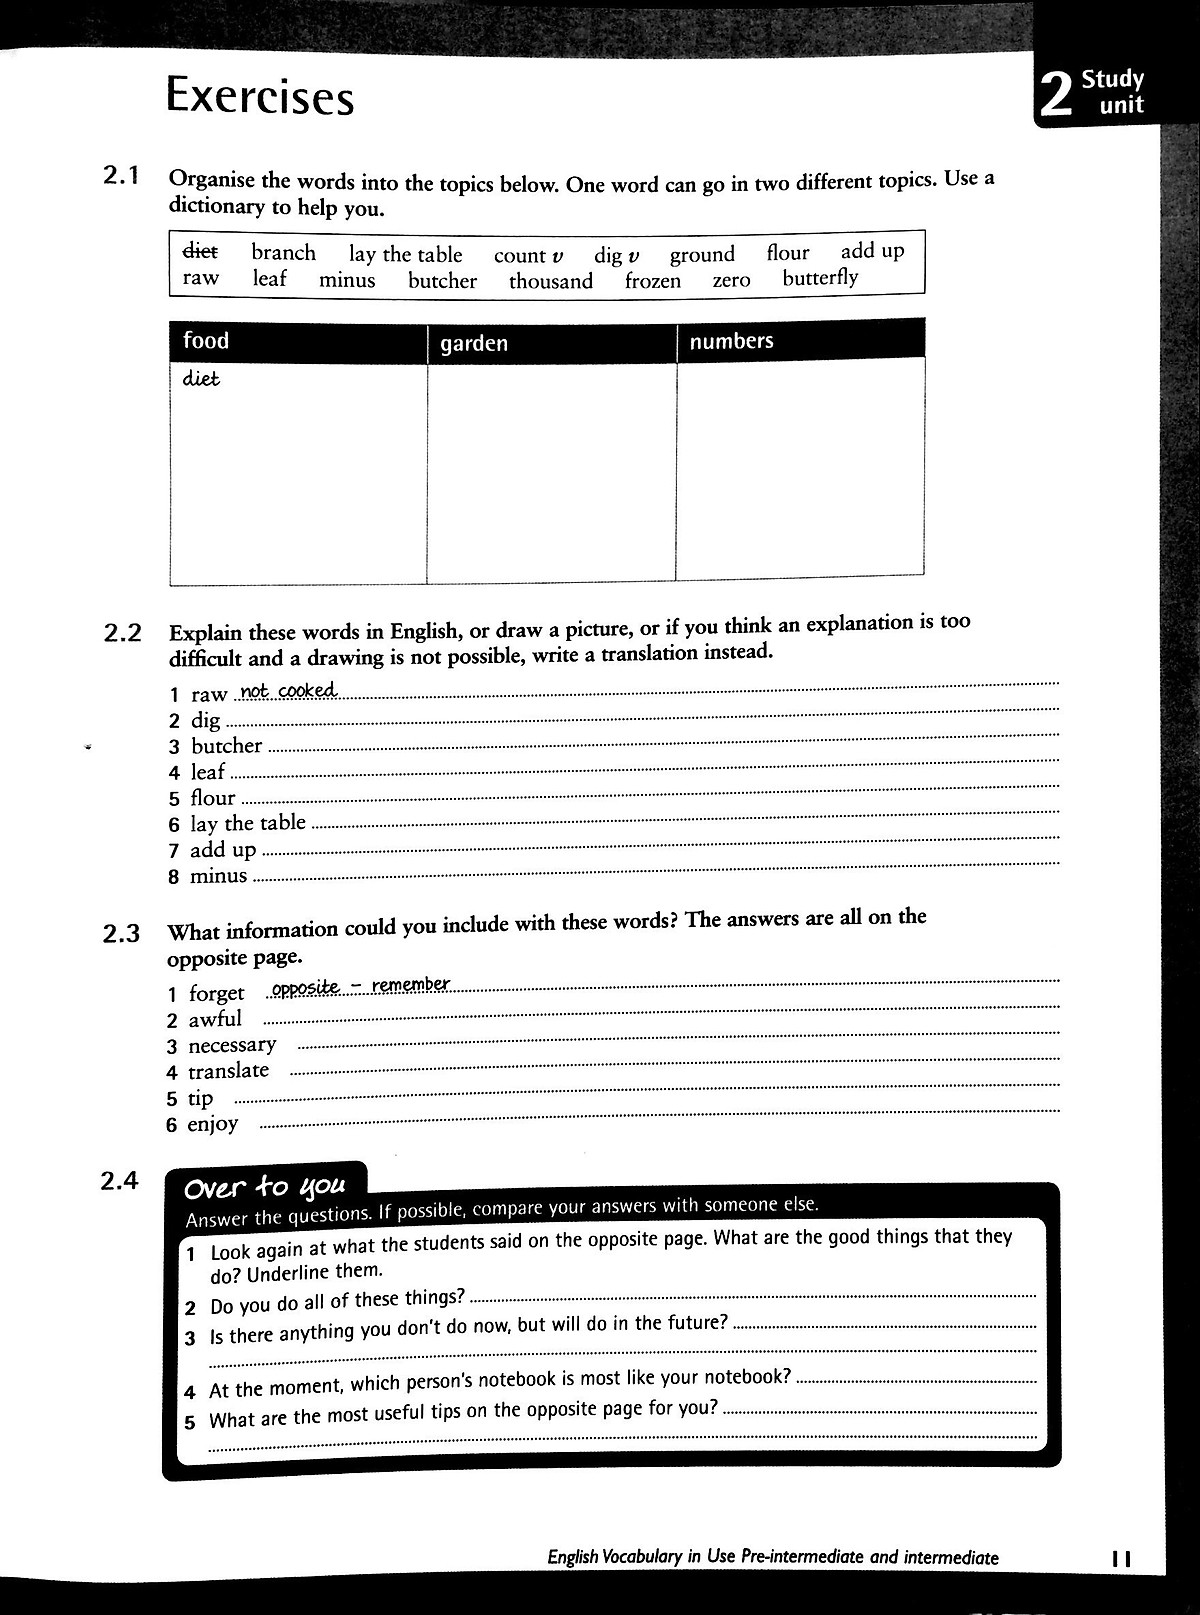 Exercises
2 Study unit
2.1 Organise the words into the topics below. One word can go in two different topics. Use a
dictionary to help you.
diet branch lay the table count v dig v ground flour add up
raw leaf minus butcher thousand frozen zero butterfly
food garden numbers
diet
2.2 Explain these words in English, or draw a picture, or if you think an explanation is too
difficult and a drawing is not possible, write a translation instead.
1 raw not cooked
2 dig
3 butcher
4 leaf
5 flour
6 lay the table
7 add up
8 minus
2.3 What information could you include with these words? The answers are all on the
opposite page.
1 forget opposite – remember
2 awful
3 necessary
4 translate
5 tip
6 enjoy
2.4 Over to you
Answer the questions. If possible, compare your answers with someone else.
1 Look again at what the students said on the opposite page. What are the good things that they
do? Underline them.
2 Do you do all of these things?
3 Is there anything you don't do now, but will do in the future?
4 At the moment, which person's notebook is most like your notebook?
5 What are the most useful tips on the opposite page for you?
English Vocabulary in Use Pre-intermediate and intermediate 11